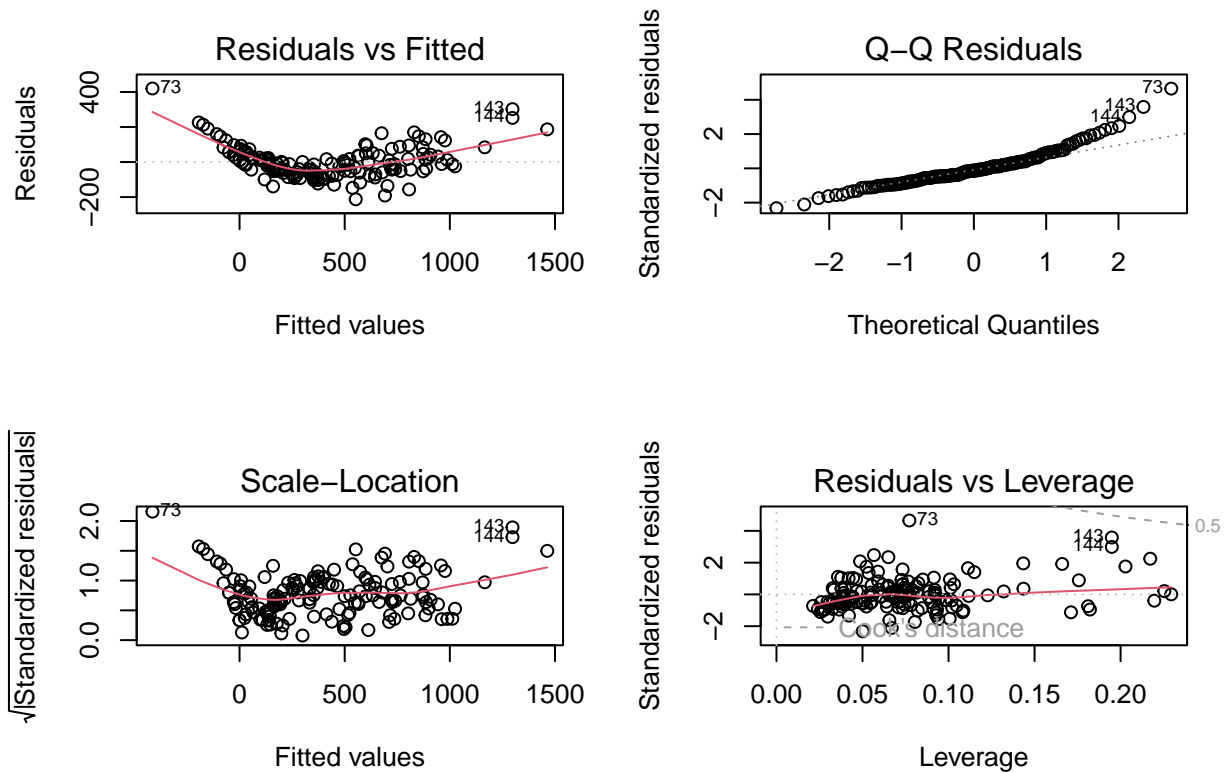 Residuals vs Fitted
Residuals
400
−200
73
143
144
0 500 1000 1500
Fitted values
Q−Q Residuals
Standardized residuals
2
−2
73
143
144
−2 −1 0 1 2
Theoretical Quantiles
Scale−Location
√|Standardized residuals|
2.0
1.0
0.0
73
143
144
0 500 1000 1500
Fitted values
Residuals vs Leverage
Standardized residuals
2
−2
73
143
144
0.5
Cook's distance
0.00 0.05 0.10 0.15 0.20
Leverage